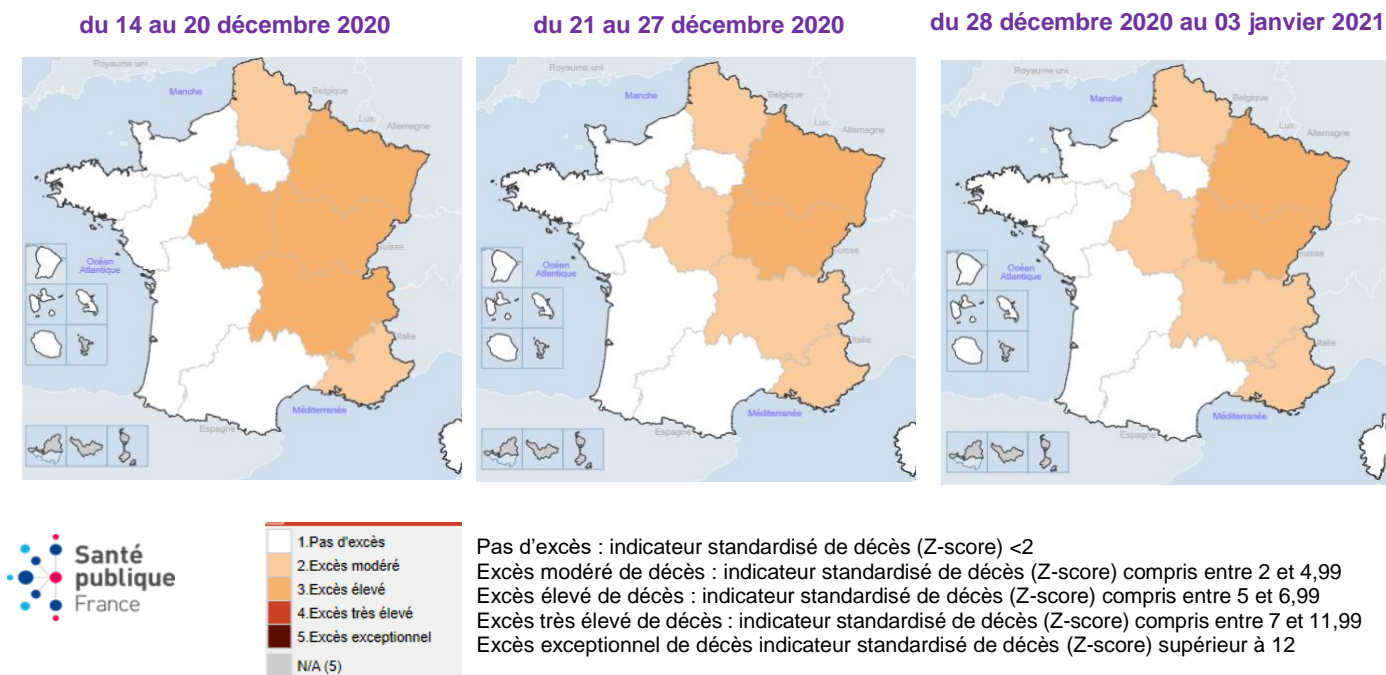 du 14 au 20 décembre 2020
du 21 au 27 décembre 2020
du 28 décembre 2020 au 03 janvier 2021
Royaume uni
Manche
Belgique
Lux.
Allemagne
Suisse
Océan
Atlantique
Italie
Méditerranée
Espagne
Royaume uni
Manche
Belgique
Lux.
Allemagne
Suisse
Océan
Atlantique
Italie
Méditerranée
Espagne
Royaume uni
Manche
Belgique
Lux.
Allemagne
Suisse
Océan
Atlantique
Italie
Méditerranée
Espagne
Santé
publique
France
1.Pas d'excès
2.Excès modéré
3.Excès élevé
4.Excès très élevé
5.Excès exceptionnel
N/A (5)
Pas d'excès : indicateur standardisé de décès (Z-score) <2
Excès modéré de décès : indicateur standardisé de décès (Z-score) compris entre 2 et 4,99
Excès élevé de décès : indicateur standardisé de décès (Z-score) compris entre 5 et 6,99
Excès très élevé de décès : indicateur standardisé de décès (Z-score) compris entre 7 et 11,99
Excès exceptionnel de décès indicateur standardisé de décès (Z-score) supérieur à 12